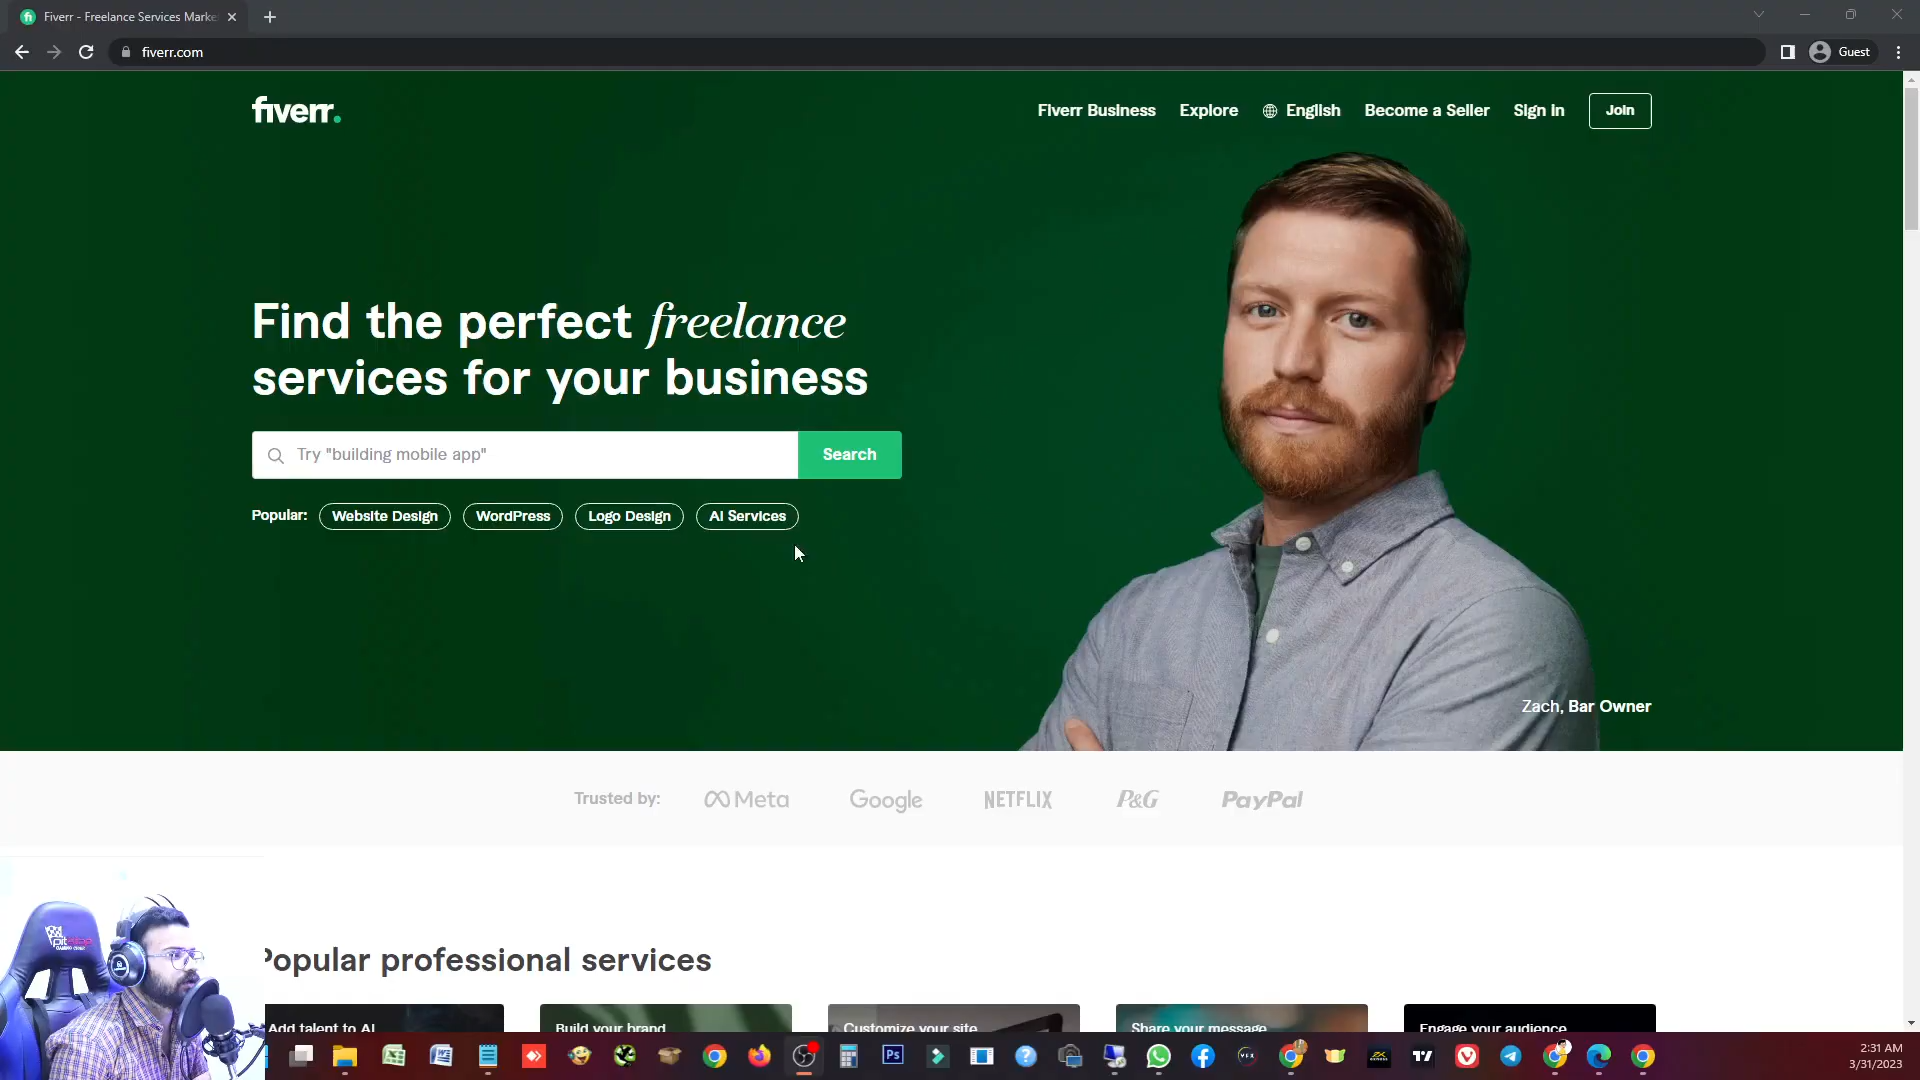 Fiverr - Freelance Services Marke
fiverr.com
Guest
fiverr.
Fiverr Business
Explore
English
Become a Seller
Sign In
Join
Find the perfect freelance
services for your business
Try "building mobile app"
Search
Popular:
Website Design
WordPress
Logo Design
AI Services
Zach, Bar Owner
Trusted by:
Meta
Google
NETFLIX
P&G
PayPal
Popular professional services
Add talent to AI
Build your brand
Customize your site
Share your message
Engage your audience
Ps
2:31 AM
3/31/2023